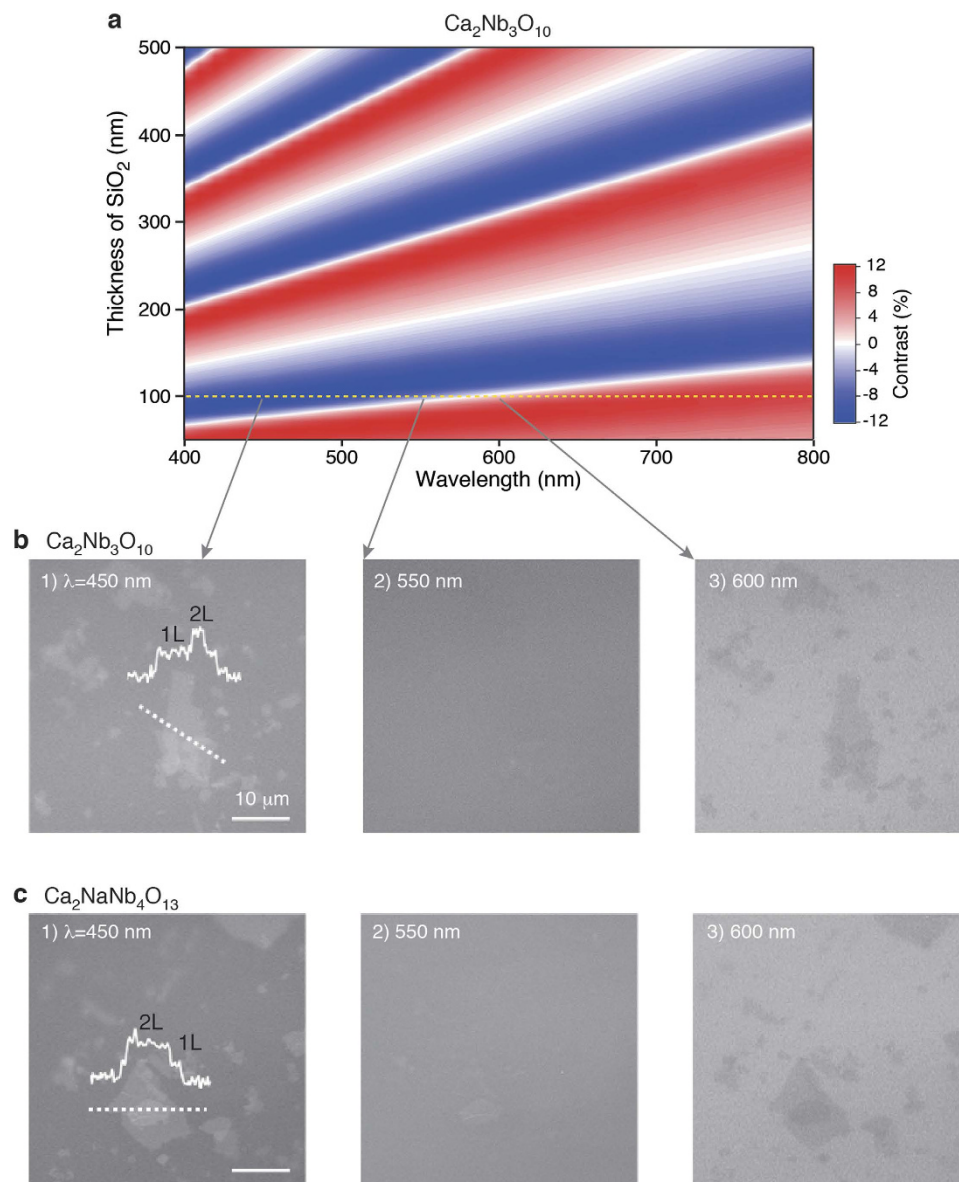 a
Ca₂Nb₃O₁₀
500
400
300
200
100
Thickness of SiO₂ (nm)
400 500 600 700 800
Wavelength (nm)
12
8
4
0
-4
-8
-12
Contrast (%)
b Ca₂Nb₃O₁₀
1) λ=450 nm
2L
1L
10 μm
2) 550 nm
3) 600 nm
c Ca₂NaNb₄O₁₃
1) λ=450 nm
2L
1L
2) 550 nm
3) 600 nm